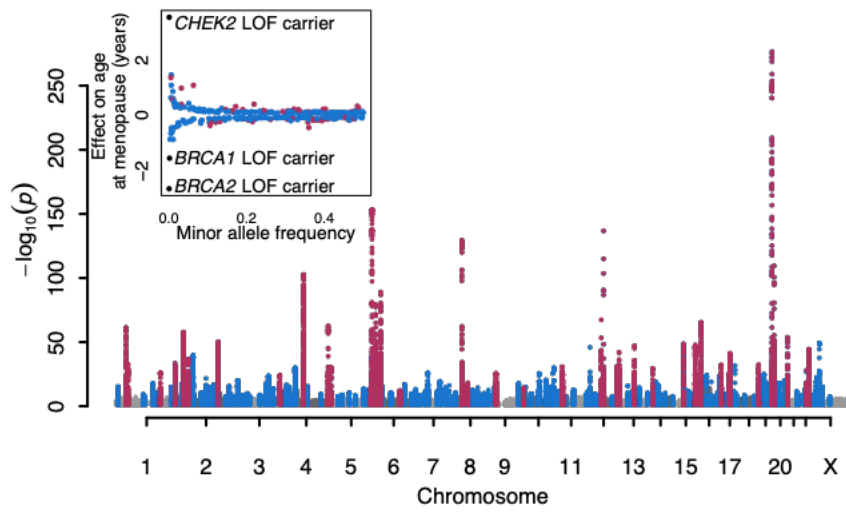 CHEK2 LOF carrier
BRCA1 LOF carrier
BRCA2 LOF carrier
Effect on age
at menopause (years)
2
0
−2
0.0 0.2 0.4
Minor allele frequency
−log10(p)
250
200
150
100
50
0
1 2 3 4 5 6 7 8 9 11 13 15 17 20 X
Chromosome